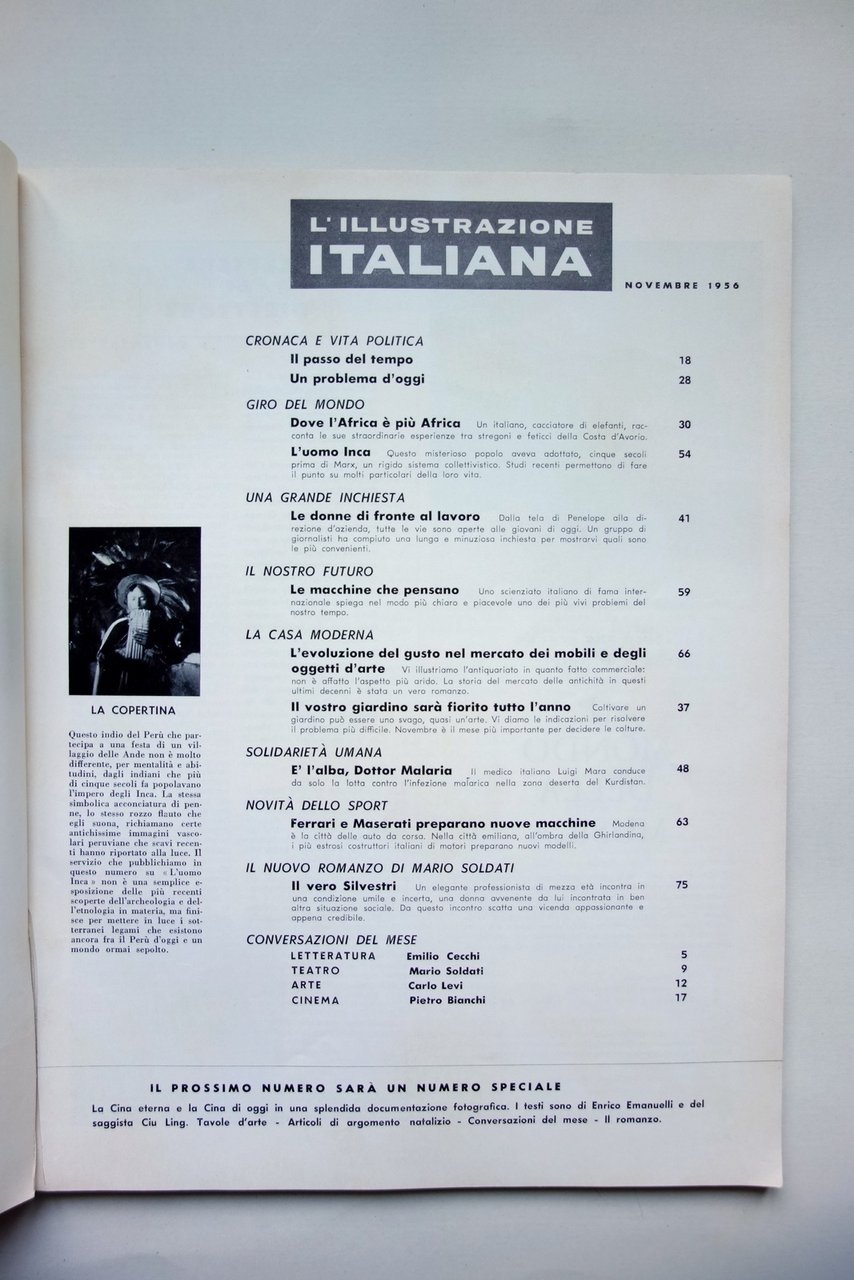 L'ILLUSTRAZIONE
ITALIANA
NOVEMBRE 1956
CRONACA E VITA POLITICA
Il passo del tempo 18
Un problema d'oggi 28
GIRO DEL MONDO
Dove l'Africa è più Africa Un italiano, cacciatore di elefanti, rac- 30
conta le sue straordinarie esperienze tra stregoni e feticci della Costa d'Avorio.
L'uomo Inca Questo misterioso popolo aveva adottato, cinque secoli 54
prima di Marx, un rigido sistema collettivistico. Studi recenti permettono di fare
il punto su molti particolari della loro vita.
UNA GRANDE INCHIESTA
Le donne di fronte al lavoro Dalla tela di Penelope alla di- 41
rezione d'azienda, tutte le vie sono aperte alle giovani di oggi. Un gruppo di
giornalisti ha compiuto una lunga e minuziosa inchiesta per mostrarvi quali sono
le più convenienti.
IL NOSTRO FUTURO
Le macchine che pensano Uno scienziato italiano di fama inter- 59
nazionale spiega nel modo più chiaro e piacevole uno dei più vivi problemi del
nostro tempo.
LA CASA MODERNA
L'evoluzione del gusto nel mercato dei mobili e degli 66
oggetti d'arte Vi illustriamo l'antiquariato in quanto fatto commerciale:
non è affatto l'aspetto più arido. La storia del mercato delle antichità in questi
ultimi decenni è stata un vero romanzo.
Il vostro giardino sarà fiorito tutto l'anno Coltivare un 37
giardino può essere uno svago, quasi un'arte. Vi diamo le indicazioni per risolvere
il problema più difficile. Novembre è il mese più importante per decidere le colture.
SOLIDARIETÀ UMANA
E' l'alba, Dottor Malaria Il medico italiano Luigi Mara conduce 48
da solo la lotta contro l'infezione malarica nella zona deserta del Kurdistan.
NOVITÀ DELLO SPORT
Ferrari e Maserati preparano nuove macchine Modena 63
è la città delle auto da corsa. Nella città emiliana, all'ombra della Ghirlandina,
i più estrosi costruttori italiani di motori preparano nuovi modelli.
IL NUOVO ROMANZO DI MARIO SOLDATI
Il vero Silvestri Un elegante professionista di mezza età incontra in 75
una condizione umile e incerta, una donna avvenente da lui incontrata in ben
altra situazione sociale. Da questo incontro scatta una vicenda appassionante e
appena credibile.
CONVERSAZIONI DEL MESE
LETTERATURA Emilio Cecchi 5
TEATRO Mario Soldati 9
ARTE Carlo Levi 12
CINEMA Pietro Bianchi 17
LA COPERTINA
Questo indio del Perù che par-
tecipa a una festa di un vil-
laggio delle Ande non è molto
differente, per mentalità e abi-
tudini, dagli indiani che più
di cinque secoli fa popolavano
l'impero degli Inca. La stessa
simbolica acconciatura di pen-
ne, lo stesso rozzo flauto che
egli suona, richiamano certe
antichissime immagini vasco-
lari peruviane che scavi recen-
ti hanno riportato alla luce. Il
servizio che pubblichiamo in
questo numero su «L'uomo
Inca» non è una semplice e-
sposizione delle più recenti
scoperte dell'archeologia e del-
l'etnologia in materia, ma fini-
sce per mettere in luce i sot-
terranei legami che esistono
ancora fra il Perù d'oggi e un
mondo ormai sepolto.
IL PROSSIMO NUMERO SARÀ UN NUMERO SPECIALE
La Cina eterna e la Cina di oggi in una splendida documentazione fotografica. I testi sono di Enrico Emanuelli e del
saggista Ciu Ling. Tavole d'arte - Articoli di argomento natalizio - Conversazioni del mese - Il romanzo.